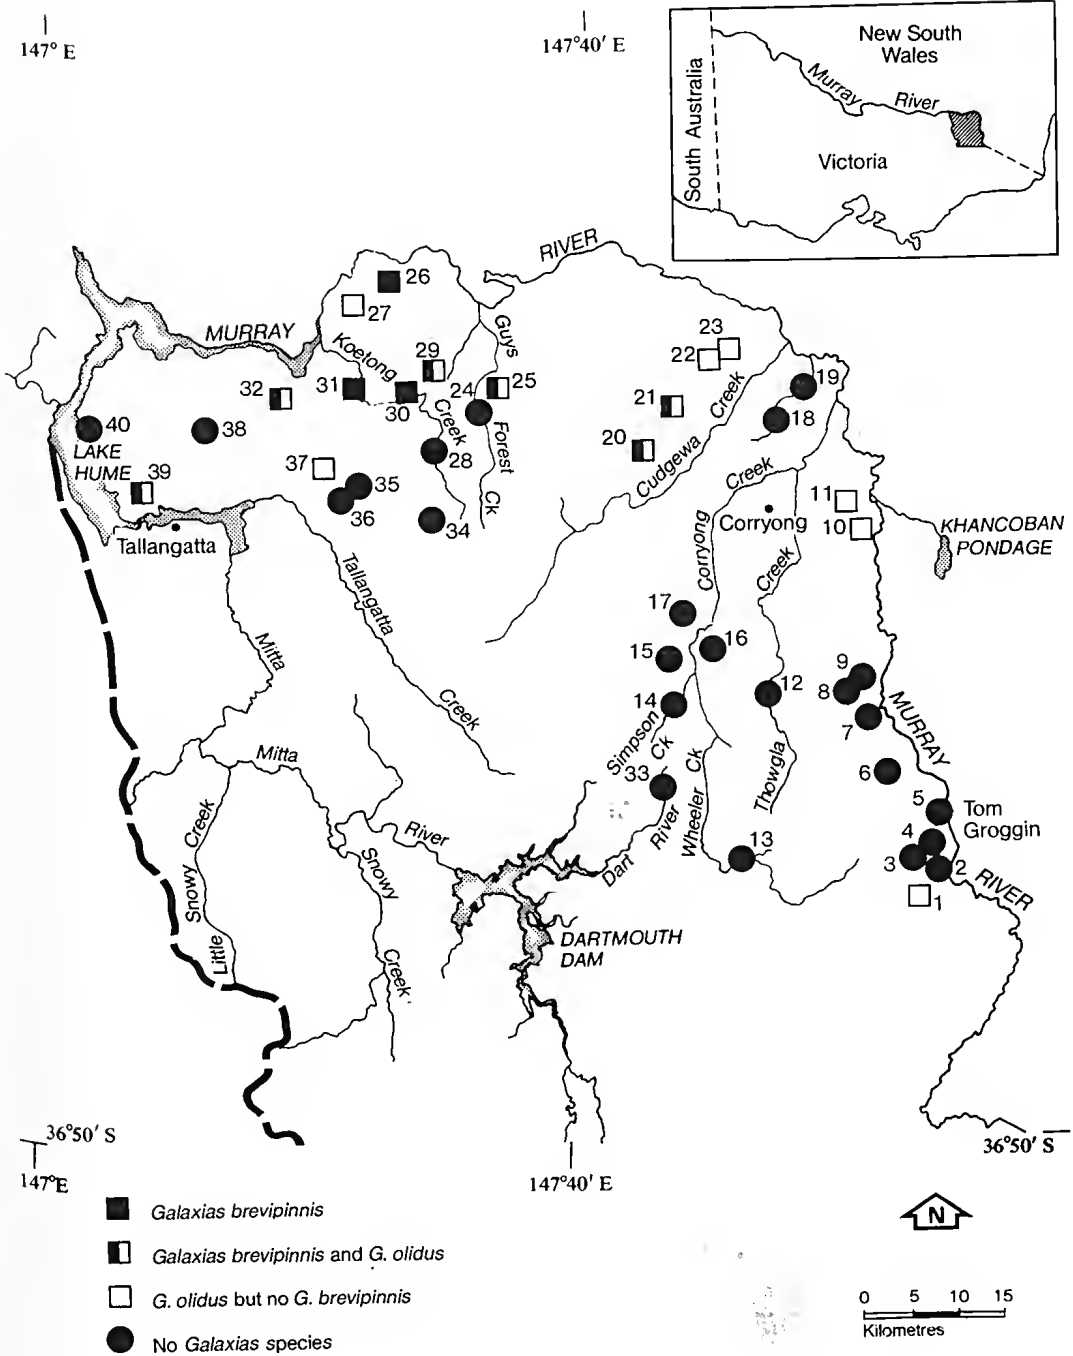 147° E
147°40′ E
New South
Wales
Murray River
South Australia
Victoria
RIVER
26
27
MURRAY
Guys
Koetong
29
23
22
32
31
30
24
25
21
19
18
Creek
40
38
LAKE
HUME
Creek
28
Forest
Ck
20
Cudgewa
39
37
35
36
34
Creek
11
10
Corryong
Tallangatta
KHANCOBAN
PONDAGE
Corryong
Creek
Tallangatta
17
16
15
Mitta
14
12
9
8
7
MURRAY
Creek
Simpson
Ck
Mitta
33
6
Thowgla
Wheeler Ck
5
Tom
Groggin
Snowy Creek
River
River
Dart
13
4
3
2
1
RIVER
Snowy
Little
Creek
DARTMOUTH
DAM
36°50′ S
36°50′ S
147°E
147°40′ E
Galaxias brevipinnis
Galaxias brevipinnis and G. olidus
G. olidus but no G. brevipinnis
No Galaxias species
N
0 5 10 15
Kilometres